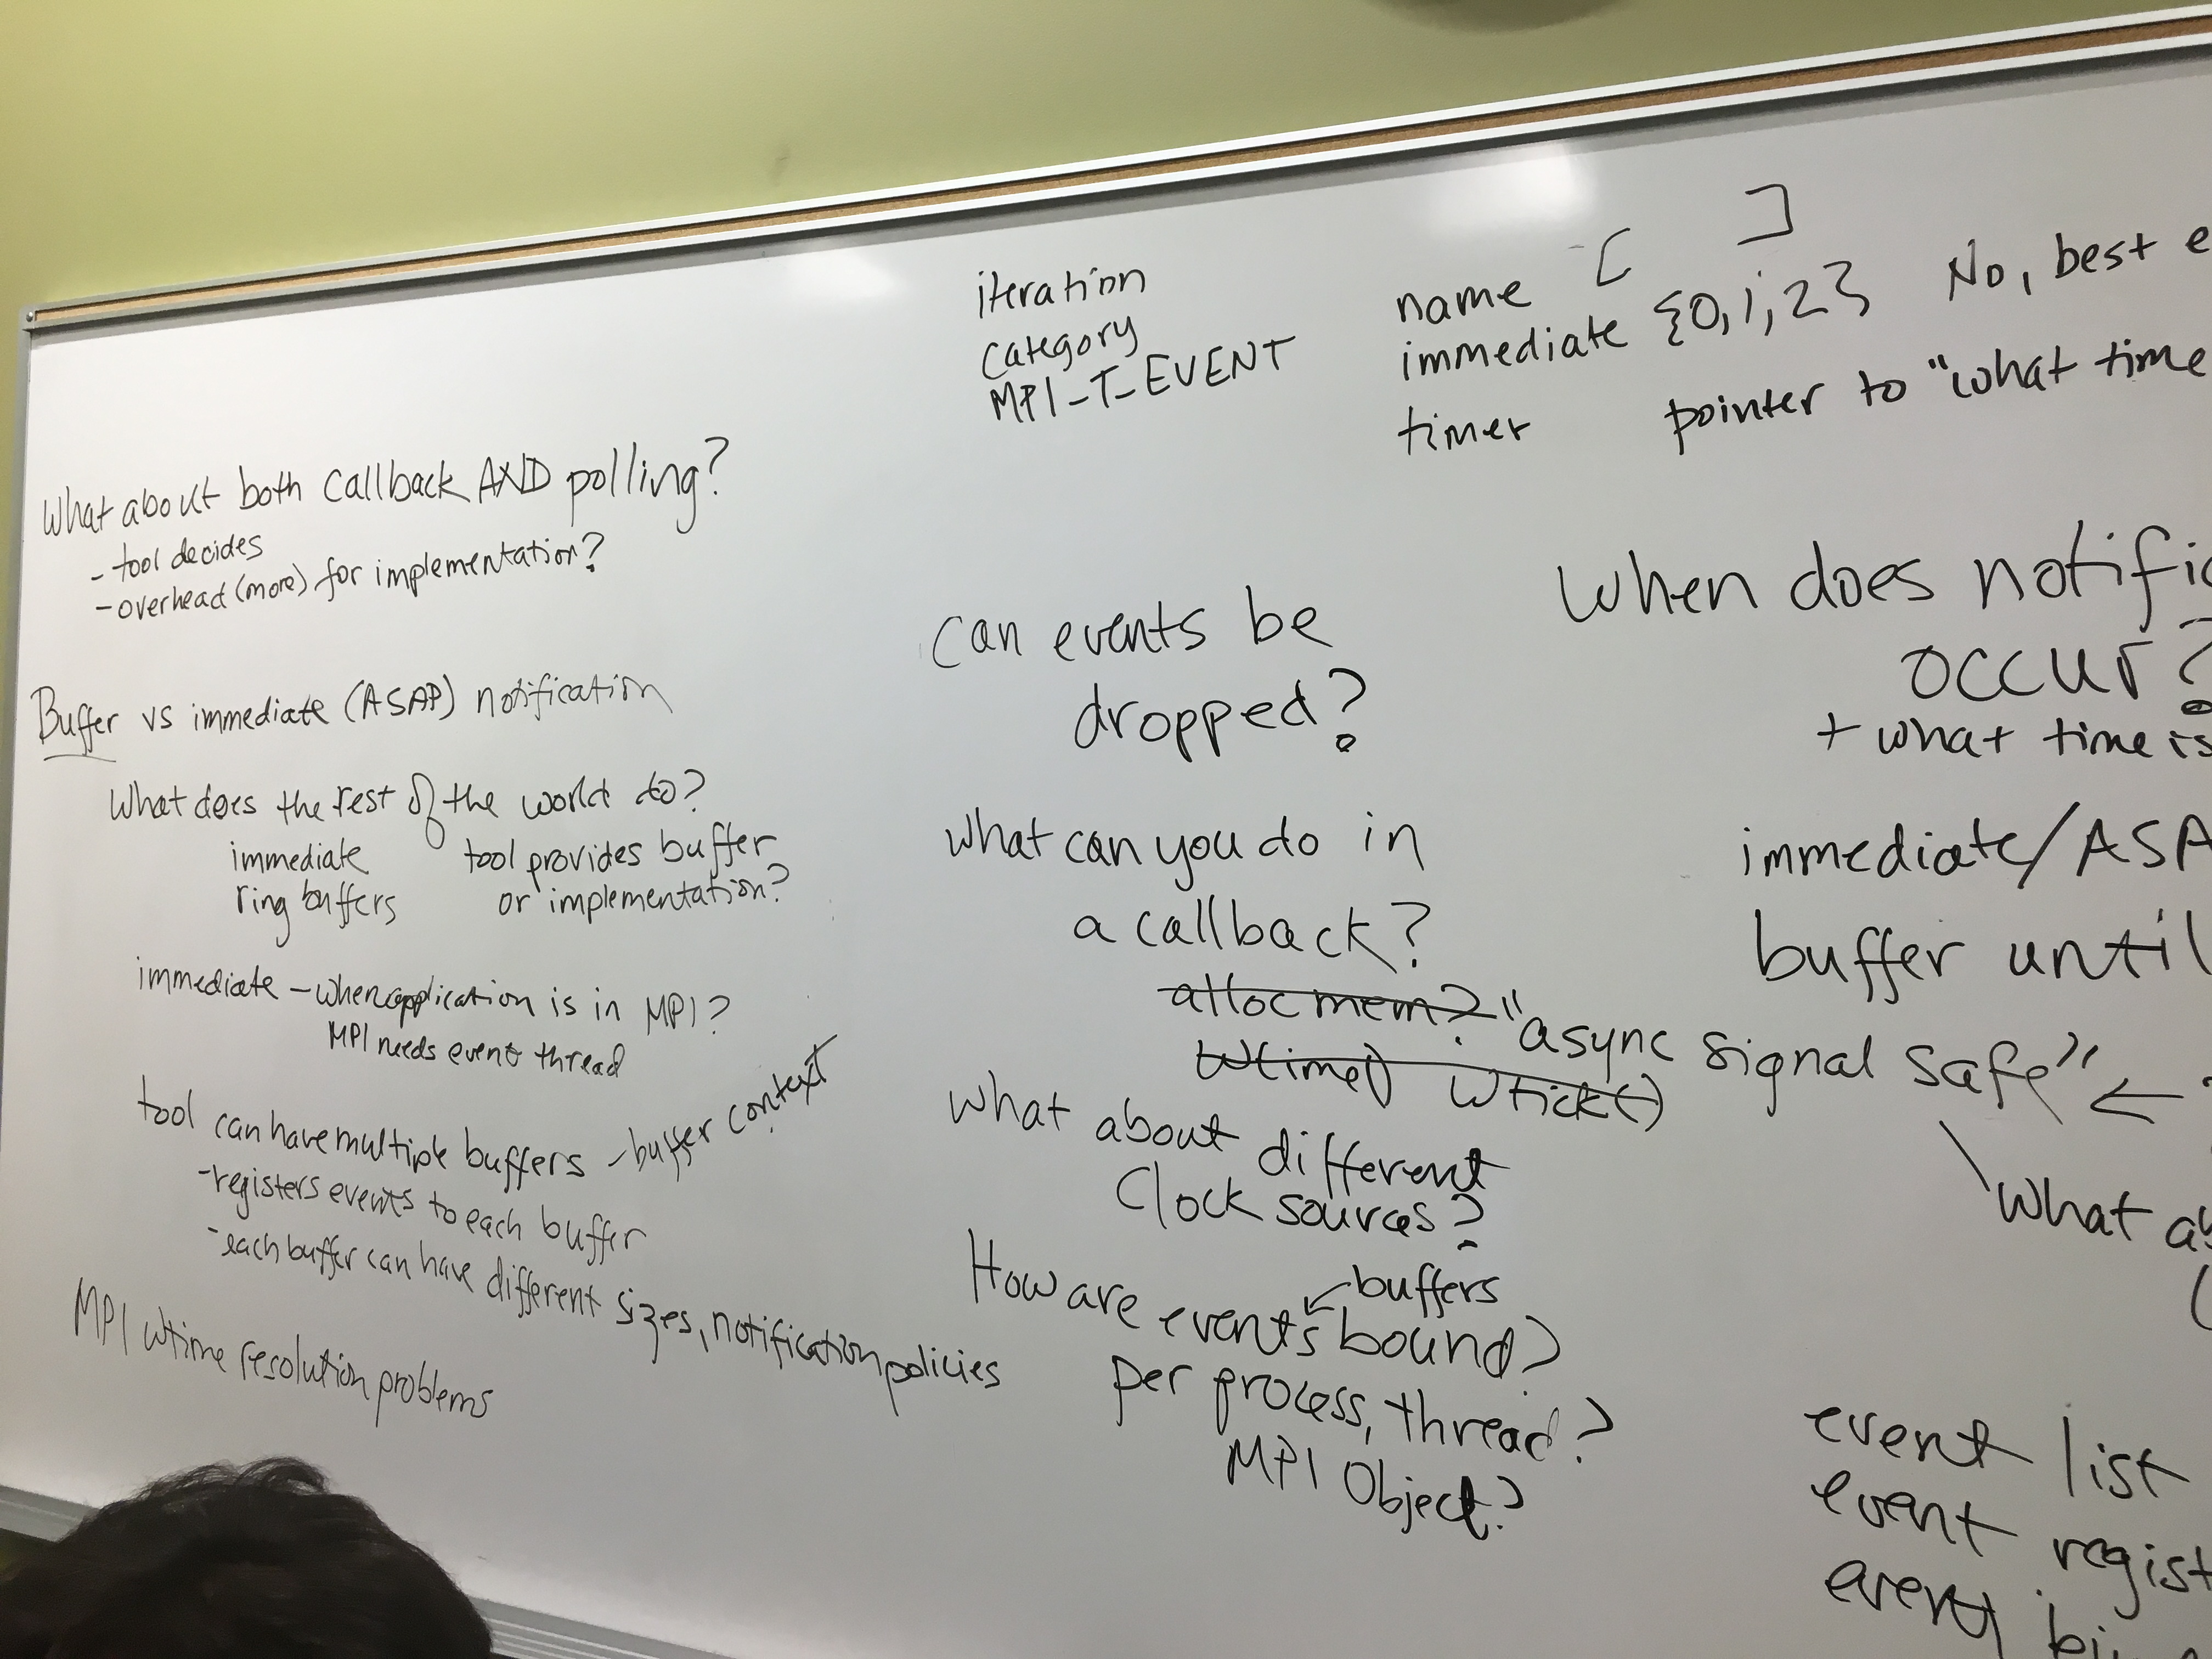 What about both callback AND polling?
- tool decides
- overhead (more) for implementation?
Buffer vs immediate (ASAP) notification
What does the rest of the world do?
immediate
ring buffers
tool provides buffer
or implementation?
immediate - when application is in MPI?
MPI needs event thread
tool can have multiple buffers - buffer context
- registers events to each buffer
- each buffer can have different sizes, notification policies
MPI wtime resolution problems
iteration
category
MPI_T_EVENT
Can events be
dropped?
what can you do in
a callback?
alloc mem?
Wtime() Wtick()
"async signal safe" ←
What about different
Clock sources?
How are events bound?
buffers
per process, thread?
MPI Object?
name [ ]
immediate {0,1,2} No, best
timer pointer to "what time
When does
occur?
+ what time is
immediate/
buffer until
What
event list
event
event